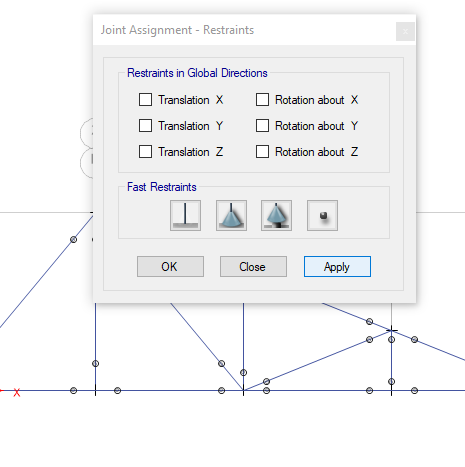 Joint Assignment - Restraints
x
Restraints in Global Directions
Translation X
Rotation about X
Translation Y
Rotation about Y
Translation Z
Rotation about Z
Fast Restraints
OK
Close
Apply
X